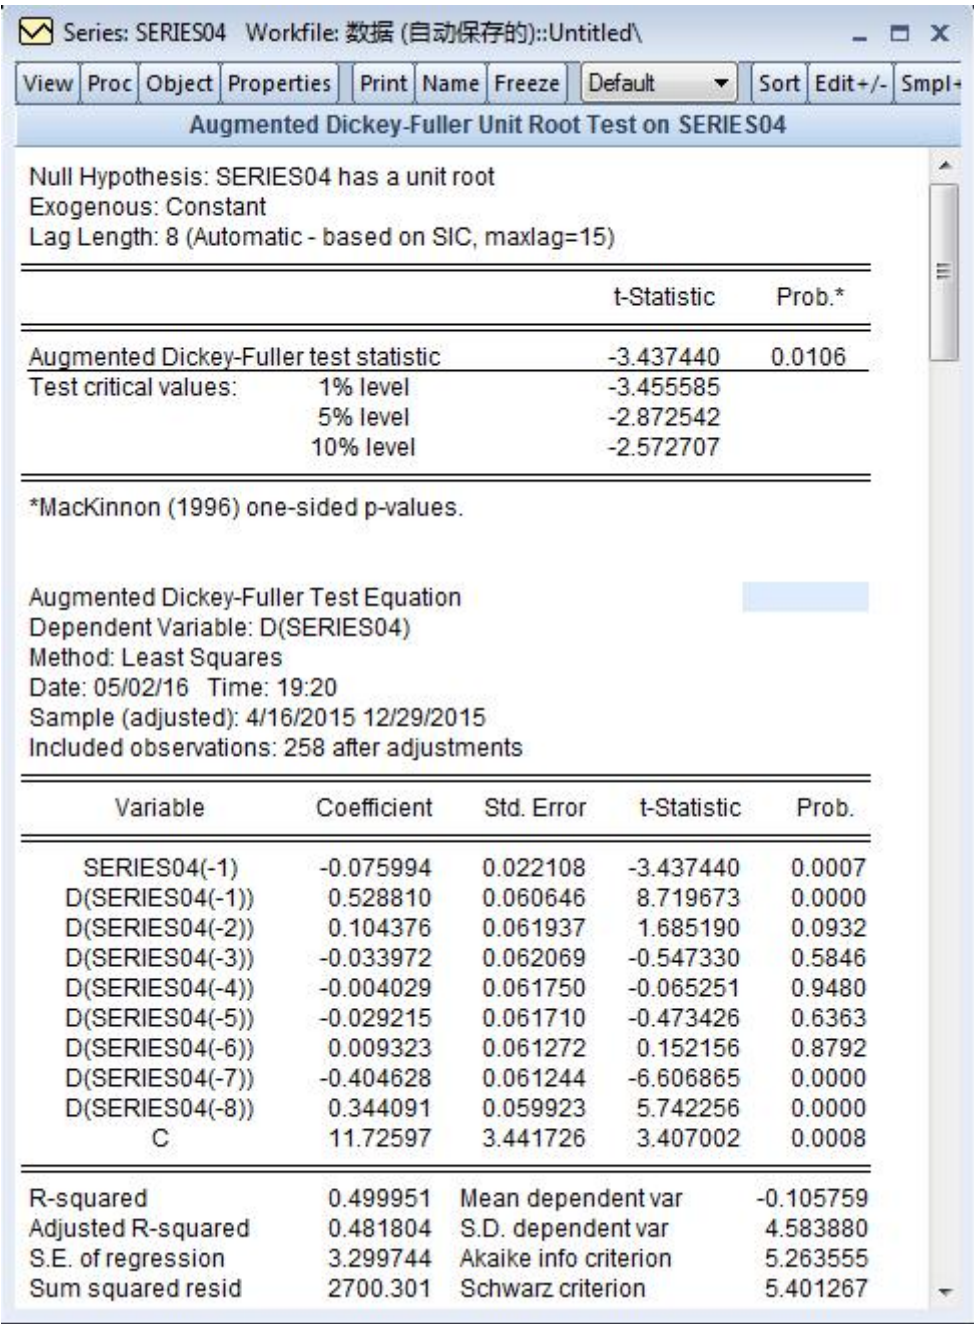 Series: SERIES04 Workfile: 数据 (自动保存的)::Untitled\
View Proc Object Properties Print Name Freeze Default Sort Edit+/- Smpl+
Augmented Dickey-Fuller Unit Root Test on SERIES04
Null Hypothesis: SERIES04 has a unit root
Exogenous: Constant
Lag Length: 8 (Automatic - based on SIC, maxlag=15)
t-Statistic Prob.*
Augmented Dickey-Fuller test statistic -3.437440 0.0106
Test critical values: 1% level -3.455585
5% level -2.872542
10% level -2.572707
*MacKinnon (1996) one-sided p-values.
Augmented Dickey-Fuller Test Equation
Dependent Variable: D(SERIES04)
Method: Least Squares
Date: 05/02/16 Time: 19:20
Sample (adjusted): 4/16/2015 12/29/2015
Included observations: 258 after adjustments
Variable Coefficient Std. Error t-Statistic Prob.
SERIES04(-1) -0.075994 0.022108 -3.437440 0.0007
D(SERIES04(-1)) 0.528810 0.060646 8.719673 0.0000
D(SERIES04(-2)) 0.104376 0.061937 1.685190 0.0932
D(SERIES04(-3)) -0.033972 0.062069 -0.547330 0.5846
D(SERIES04(-4)) -0.004029 0.061750 -0.065251 0.9480
D(SERIES04(-5)) -0.029215 0.061710 -0.473426 0.6363
D(SERIES04(-6)) 0.009323 0.061272 0.152156 0.8792
D(SERIES04(-7)) -0.404628 0.061244 -6.606865 0.0000
D(SERIES04(-8)) 0.344091 0.059923 5.742256 0.0000
C 11.72597 3.441726 3.407002 0.0008
R-squared 0.499951 Mean dependent var -0.105759
Adjusted R-squared 0.481804 S.D. dependent var 4.583880
S.E. of regression 3.299744 Akaike info criterion 5.263555
Sum squared resid 2700.301 Schwarz criterion 5.401267